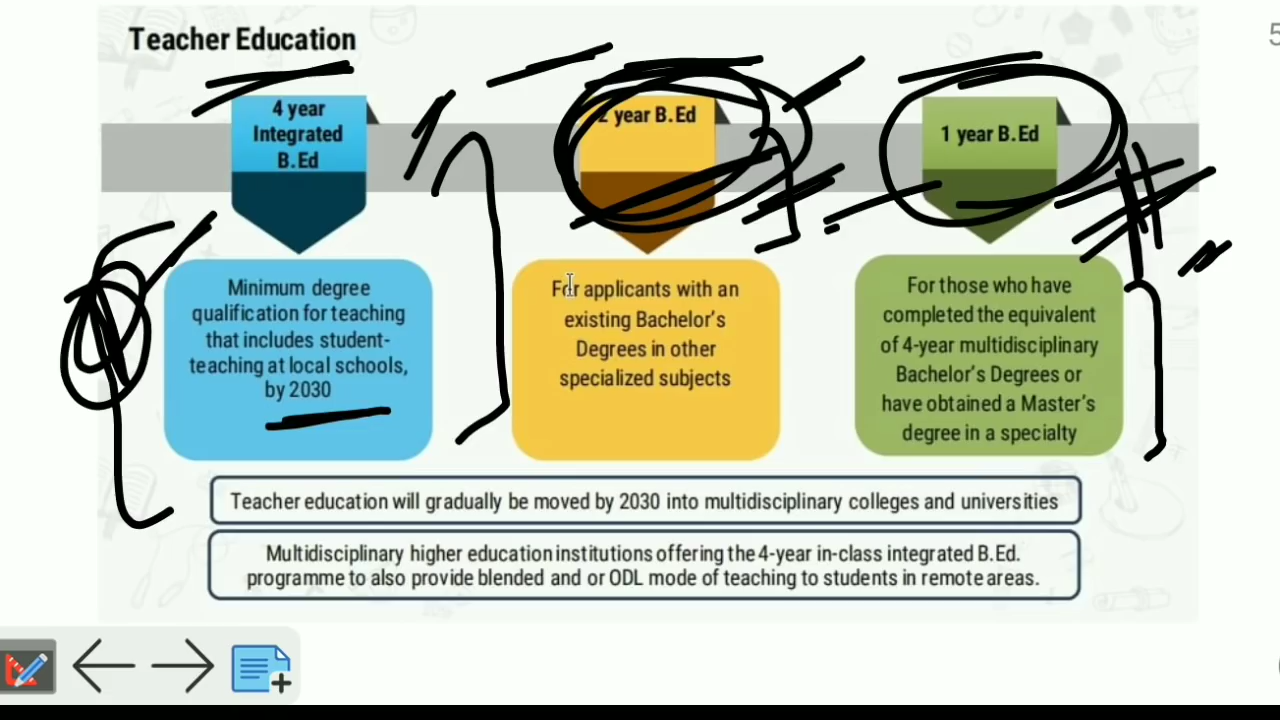 Teacher Education
5
4 year
Integrated
B.Ed
2 year B.Ed
1 year B.Ed
Minimum degree
qualification for teaching
that includes student-
teaching at local schools,
by 2030
For applicants with an
existing Bachelor's
Degrees in other
specialized subjects
For those who have
completed the equivalent
of 4-year multidisciplinary
Bachelor's Degrees or
have obtained a Master's
degree in a specialty
Teacher education will gradually be moved by 2030 into multidisciplinary colleges and universities
Multidisciplinary higher education institutions offering the 4-year in-class integrated B.Ed.
programme to also provide blended and or ODL mode of teaching to students in remote areas.